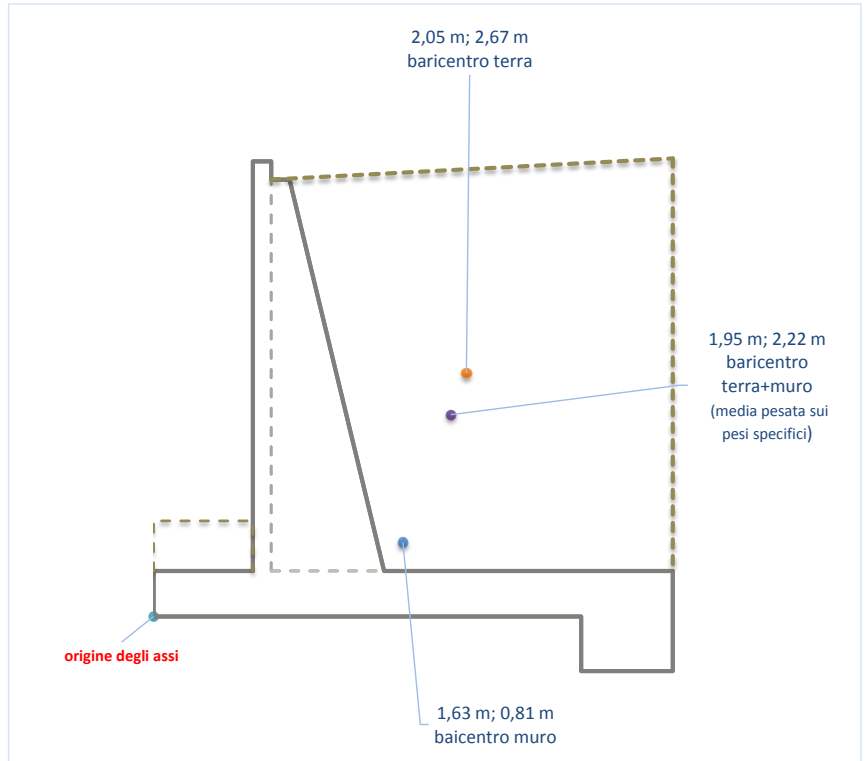 2,05 m; 2,67 m
baricentro terra
1,95 m; 2,22 m
baricentro
terra+muro
(media pesata sui
pesi specifici)
origine degli assi
1,63 m; 0,81 m
baicentro muro